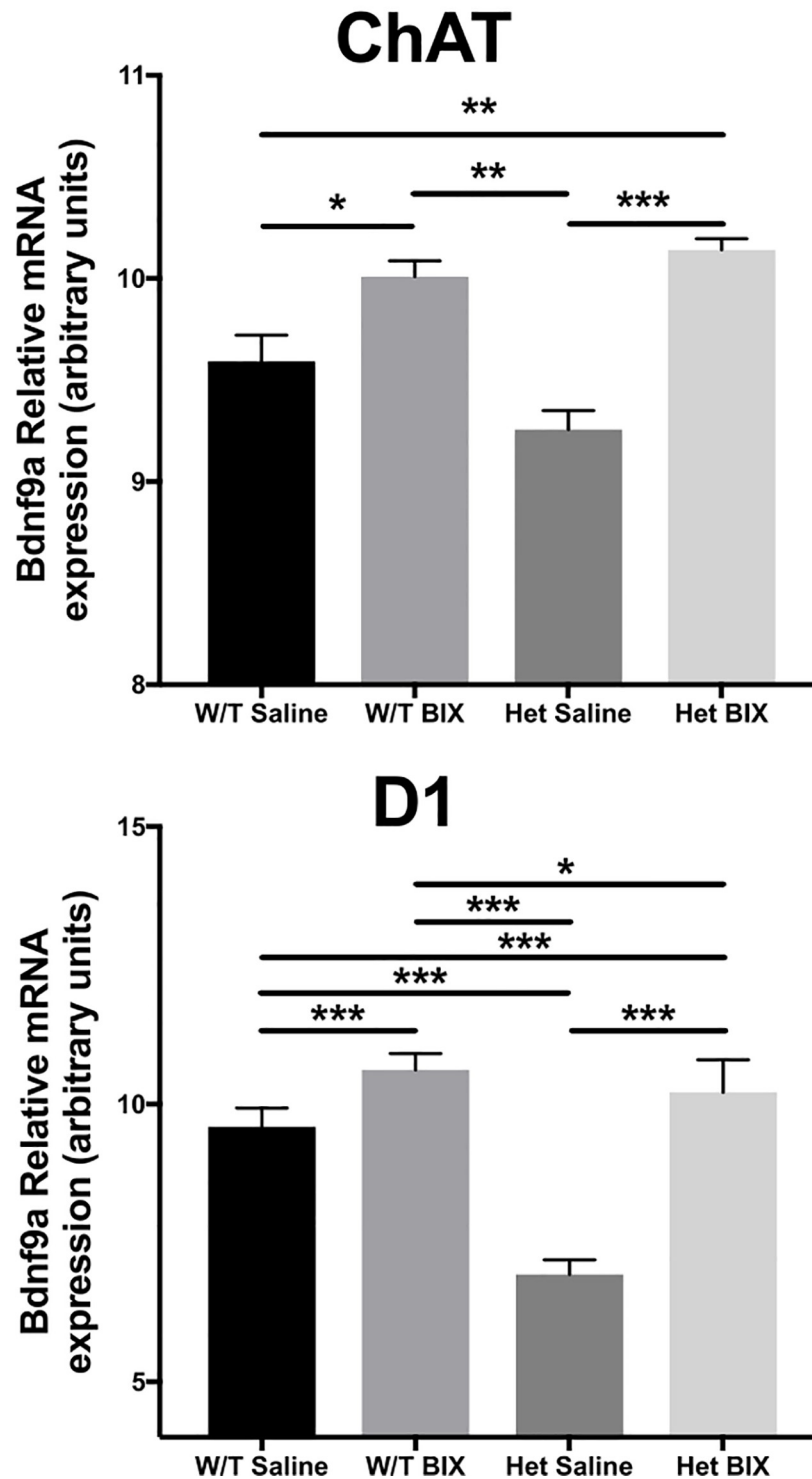 ChAT
Bdnf9a Relative mRNA
expression (arbitrary units)
11
10
9
8
**
**
*
***
W/T Saline
W/T BIX
Het Saline
Het BIX
D1
Bdnf9a Relative mRNA
expression (arbitrary units)
15
10
5
*
***
***
***
***
***
W/T Saline
W/T BIX
Het Saline
Het BIX